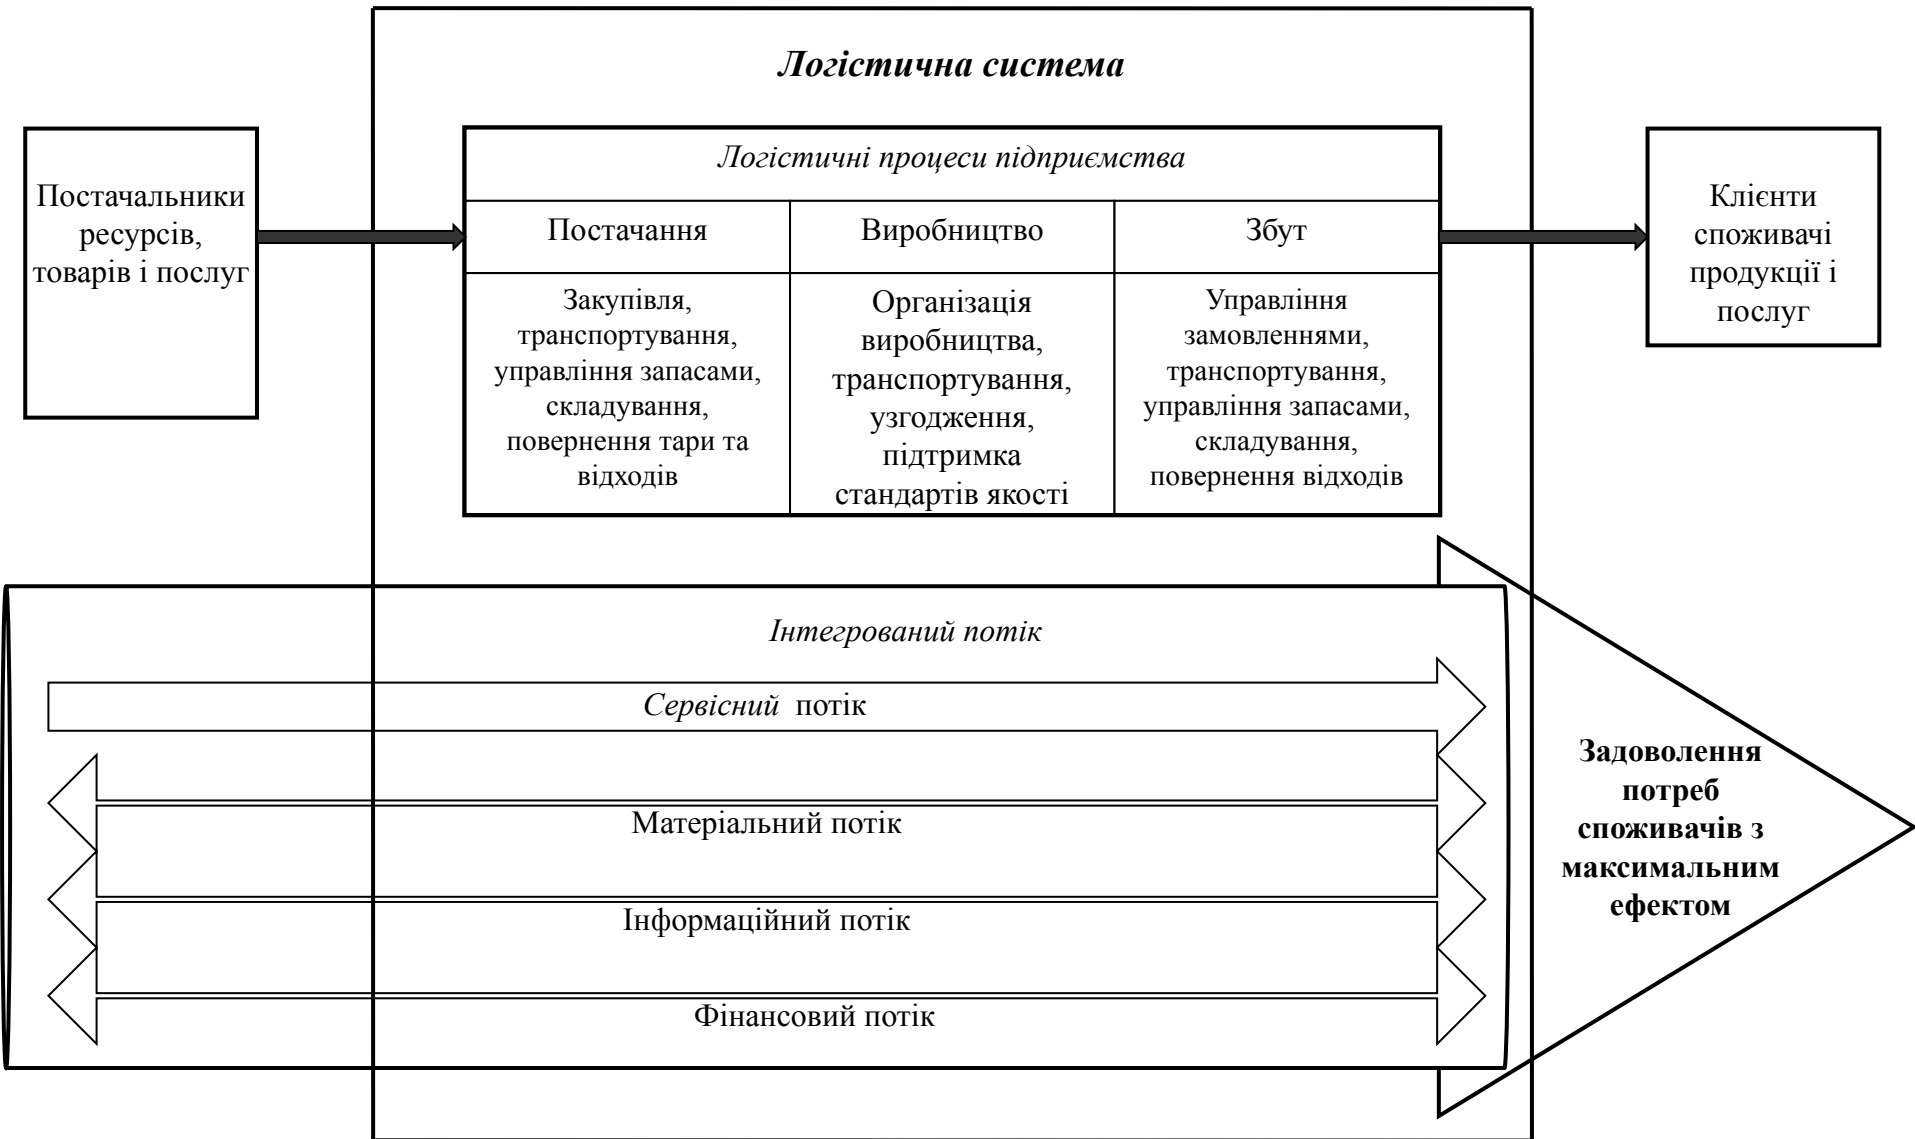 Логістична система
Постачальники
ресурсів,
товарів і послуг
Логістичні процеси підприємства
Постачання
Виробництво
Збут
Закупівля,
транспортування,
управління запасами,
складування,
повернення тари та
відходів
Організація
виробництва,
транспортування,
узгодження,
підтримка
стандартів якості
Управління
замовленнями,
транспортування,
управління запасами,
складування,
повернення відходів
Клієнти
споживачі
продукції і
послуг
Інтегрований потік
Сервісний потік
Матеріальний потік
Інформаційний потік
Фінансовий потік
Задоволення
потреб
споживачів з
максимальним
ефектом